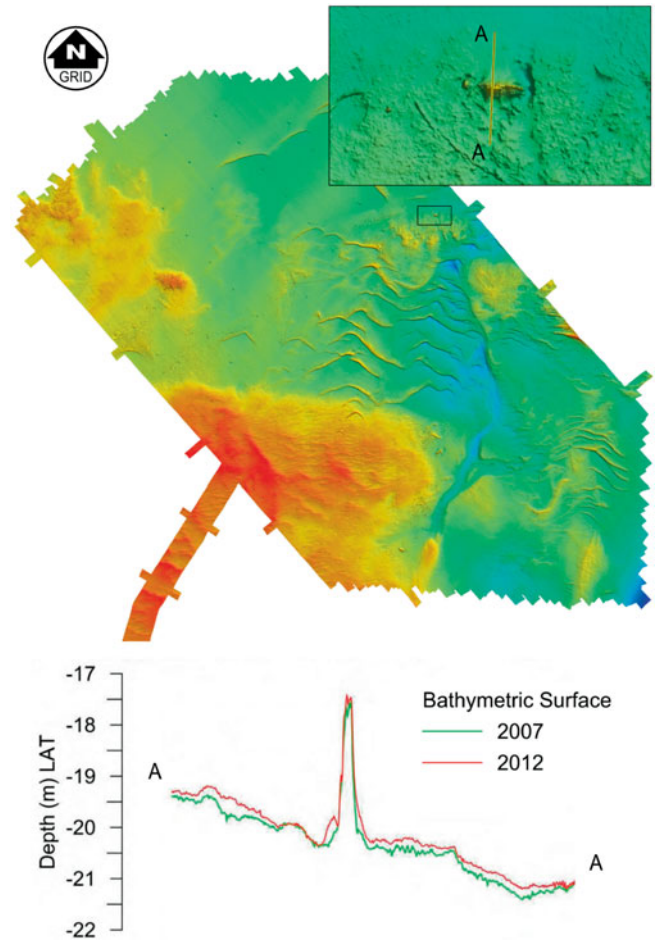 N
GRID
A
A
-17
-18
-19
-20
-21
-22
Depth (m) LAT
A
A
Bathymetric Surface
2007
2012